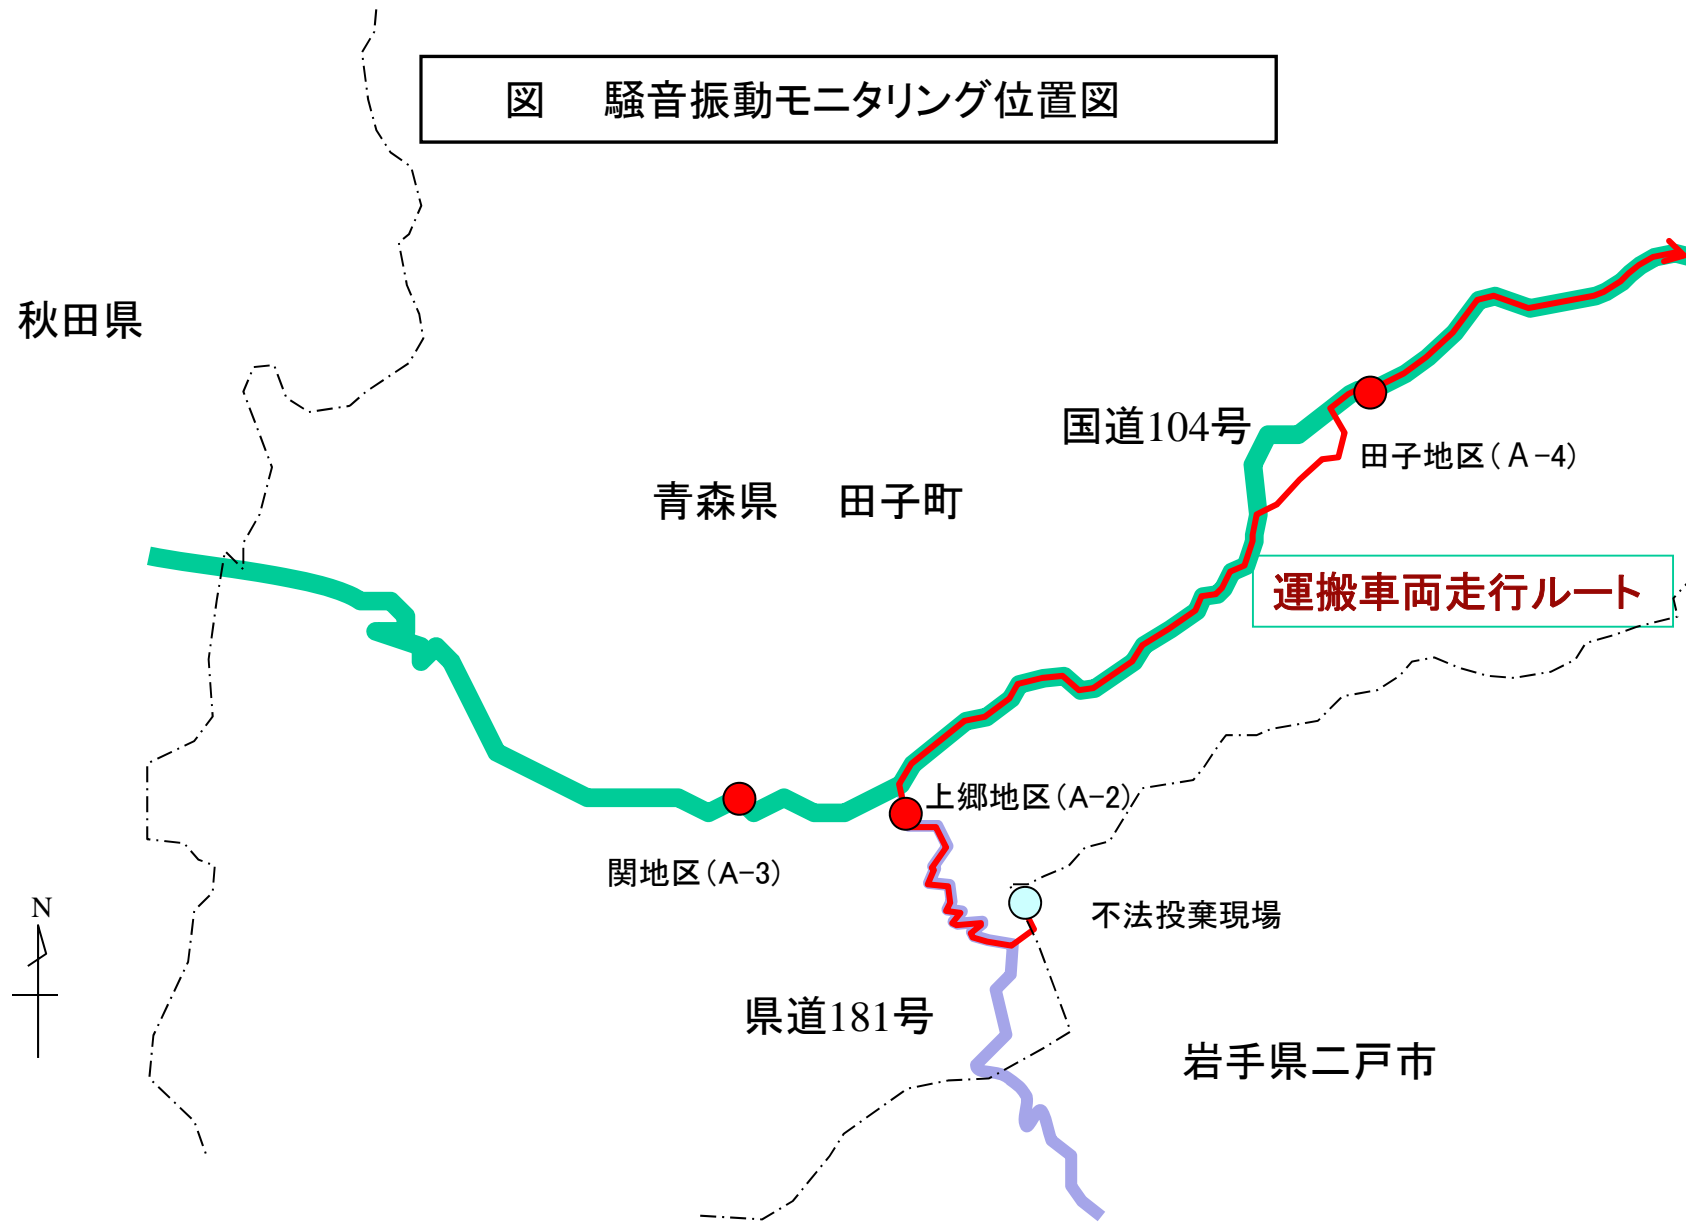 図　騒音振動モニタリング位置図
秋田県
国道104号
田子地区(A-4)
青森県　田子町
運搬車両走行ルート
上郷地区(A-2)
関地区(A-3)
N
不法投棄現場
県道181号
岩手県二戸市